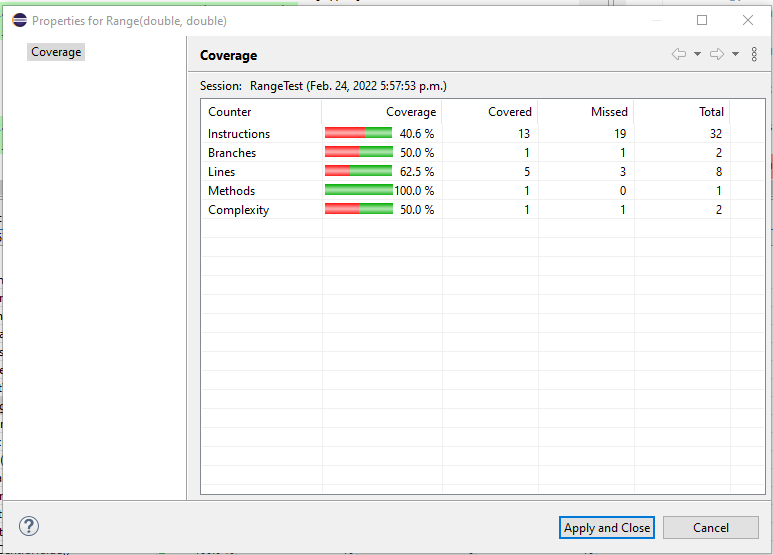 Properties for Range(double, double)
Coverage
Coverage
Session: RangeTest (Feb. 24, 2022 5:57:53 p.m.)
Counter Coverage Covered Missed Total
Instructions 40.6 % 13 19 32
Branches 50.0 % 1 1 2
Lines 62.5 % 5 3 8
Methods 100.0 % 1 0 1
Complexity 50.0 % 1 1 2
?
Apply and Close Cancel